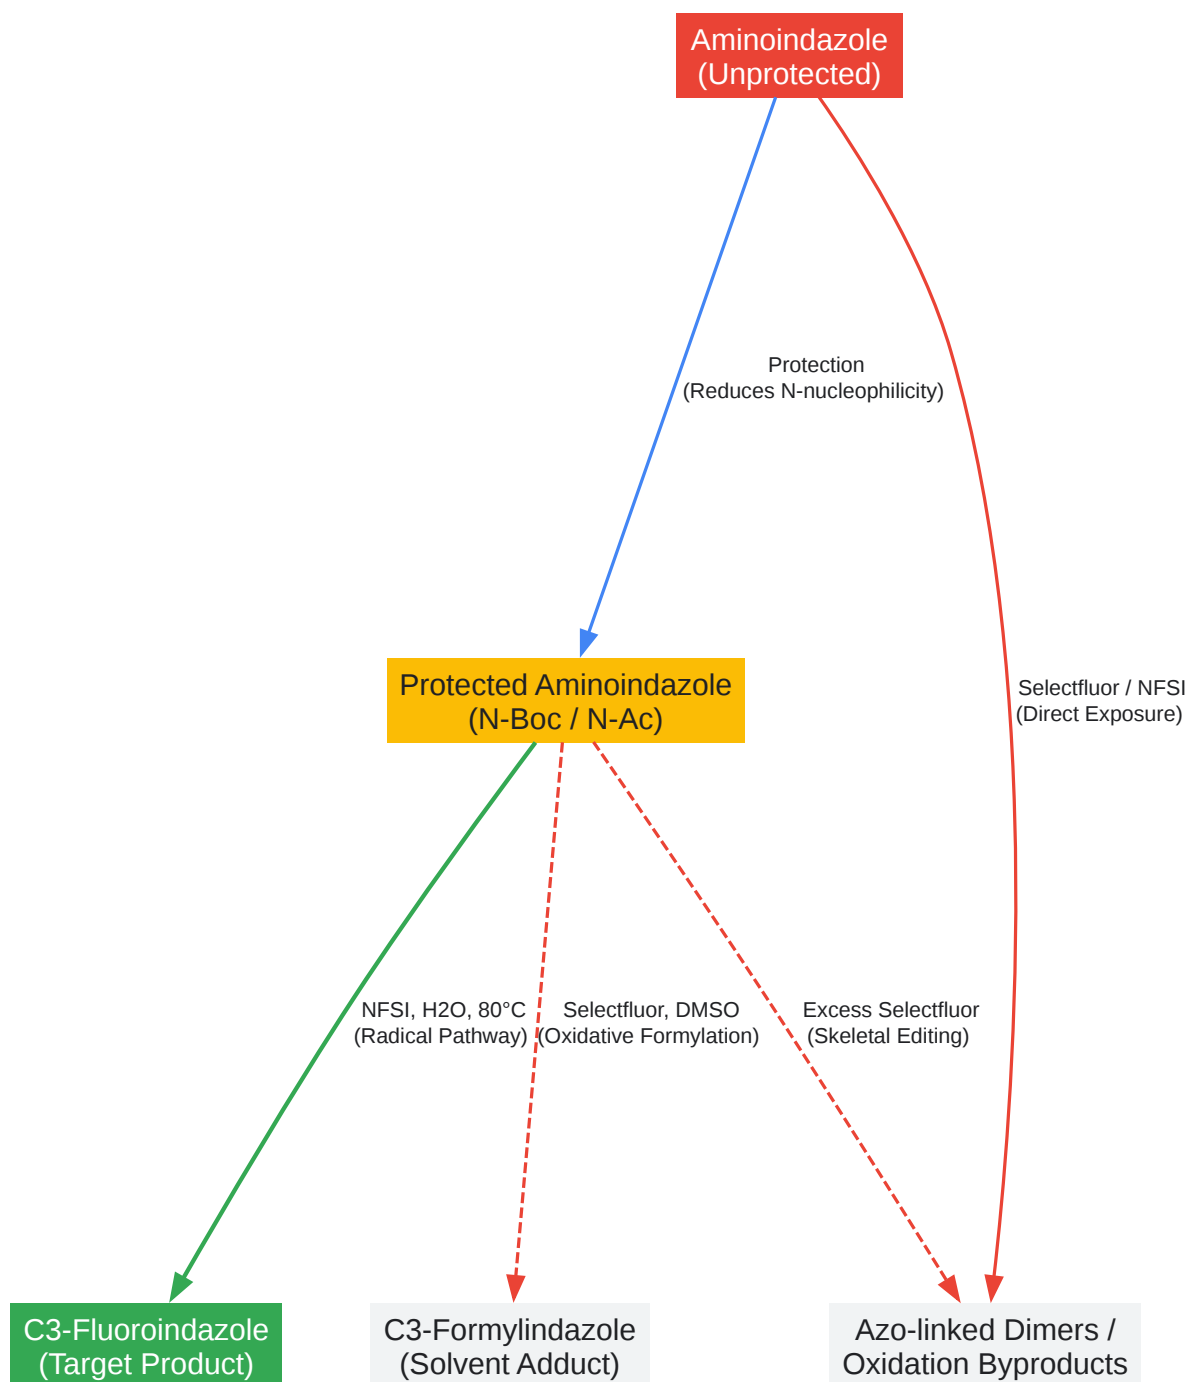 Aminoindazole
(Unprotected)
Protection
(Reduces N-nucleophilicity)
Protected Aminoindazole
(N-Boc / N-Ac)
Selectfluor / NFSI
(Direct Exposure)
NFSI, H2O, 80°C
(Radical Pathway)
Selectfluor, DMSO
(Oxidative Formylation)
Excess Selectfluor
(Skeletal Editing)
C3-Fluoroindazole
(Target Product)
C3-Formylindazole
(Solvent Adduct)
Azo-linked Dimers /
Oxidation Byproducts